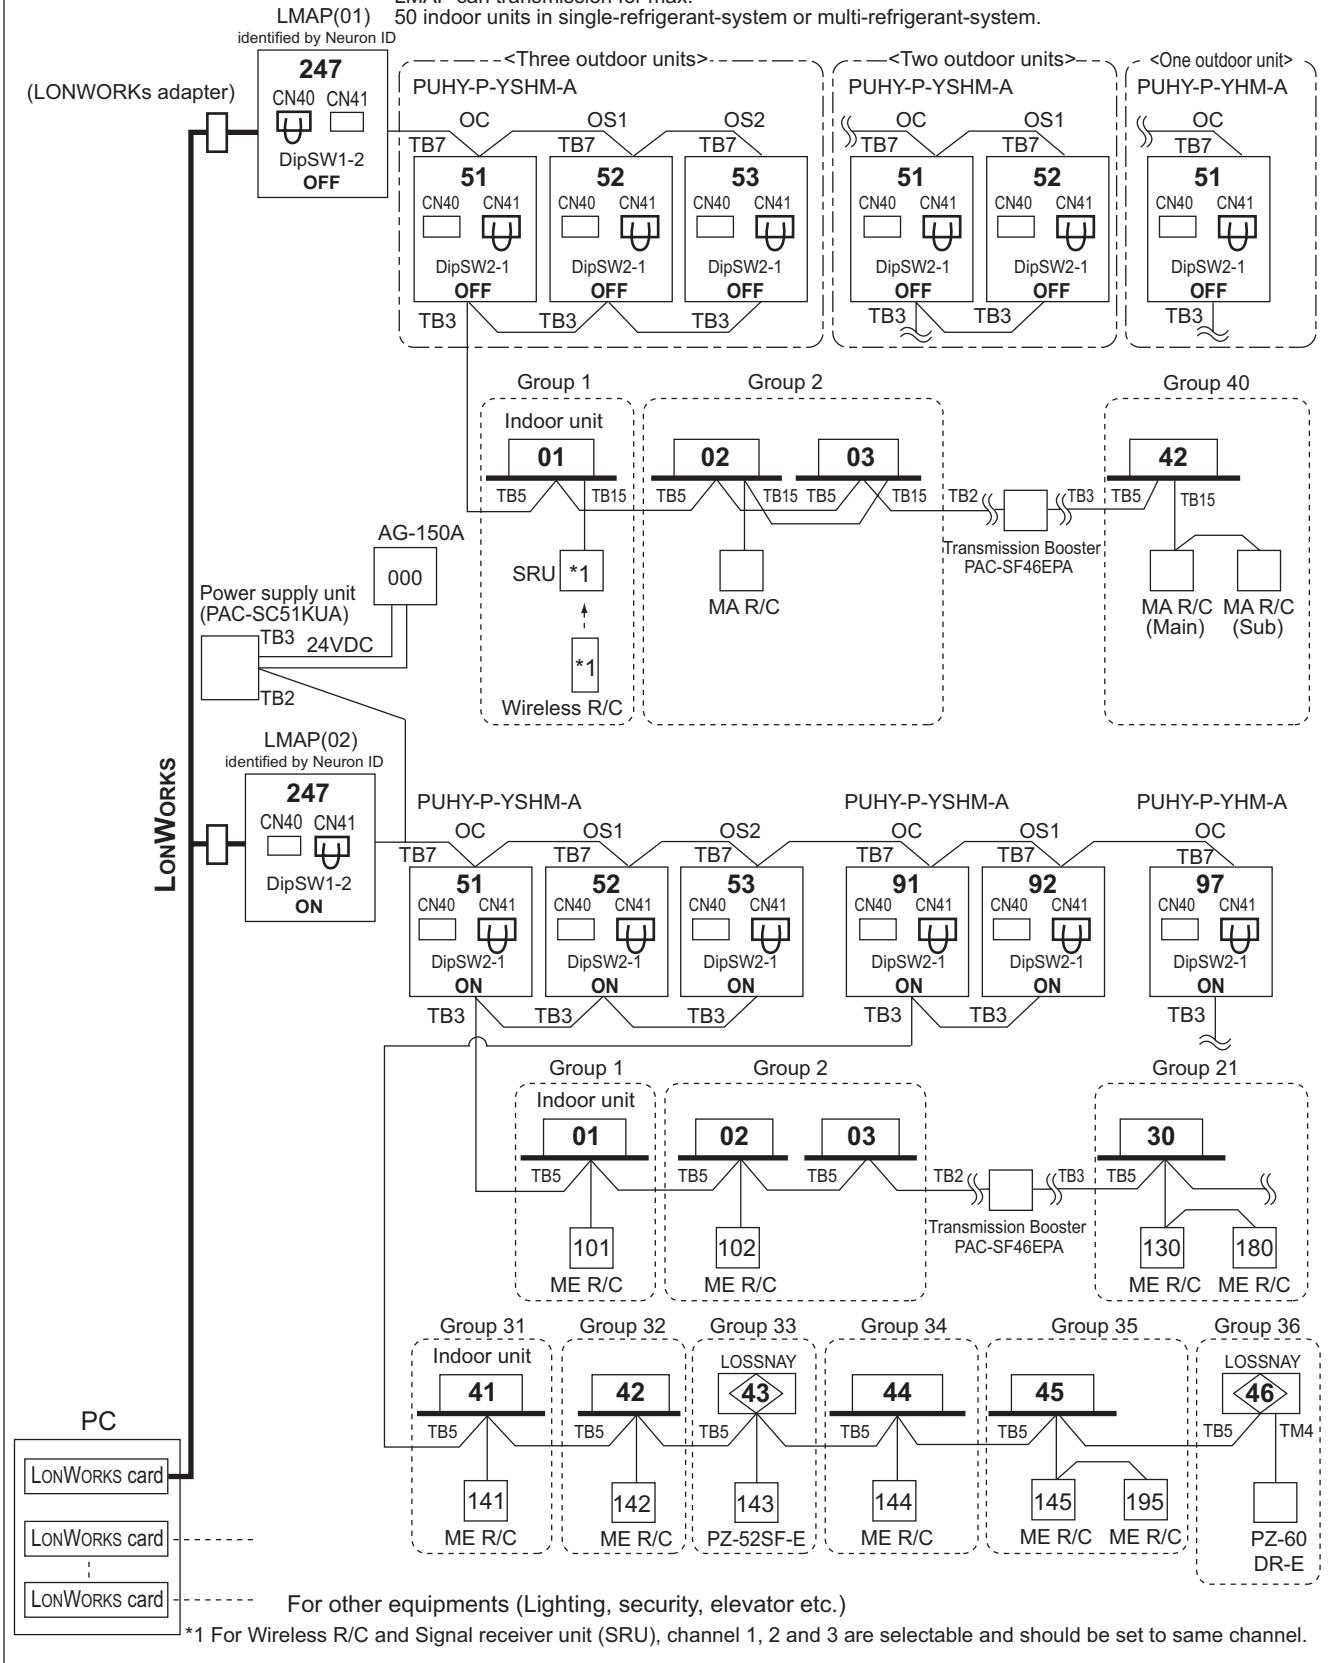 LMAP can transmission for max.
50 indoor units in single-refrigerant-system or multi-refrigerant-system.
LMAP(01)
identified by Neuron ID
(LONWORKs adapter)
247
CN40 CN41
DipSW1-2
OFF
<Three outdoor units>
PUHY-P-YSHM-A
<Two outdoor units>
PUHY-P-YSHM-A
<One outdoor unit>
PUHY-P-YHM-A
OC OS1 OS2 OC OS1 OC
TB7 TB7 TB7 TB7 TB7 TB7
51 52 53 51 52 51
CN40 CN41 CN40 CN41 CN40 CN41 CN40 CN41 CN40 CN41 CN40 CN41
DipSW2-1 DipSW2-1 DipSW2-1 DipSW2-1 DipSW2-1 DipSW2-1
OFF OFF OFF OFF OFF OFF
TB3 TB3 TB3 TB3 TB3 TB3
Group 1 Group 2 Group 40
Indoor unit
01 02 03 42
TB5 TB15 TB5 TB15 TB5 TB15 TB2 TB3 TB5 TB15
Transmission Booster
PAC-SF46EPA
SRU *1
MA R/C
MA R/C
(Main)
MA R/C
(Sub)
*1
Wireless R/C
AG-150A
000
Power supply unit
(PAC-SC51KUA)
TB3
24VDC
TB2
LMAP(02)
identified by Neuron ID
247
CN40 CN41
DipSW1-2
ON
LONWORKS
PUHY-P-YSHM-A PUHY-P-YSHM-A PUHY-P-YHM-A
OC OS1 OS2 OC OS1 OC
TB7 TB7 TB7 TB7 TB7 TB7
51 52 53 91 92 97
CN40 CN41 CN40 CN41 CN40 CN41 CN40 CN41 CN40 CN41 CN40 CN41
DipSW2-1 DipSW2-1 DipSW2-1 DipSW2-1 DipSW2-1 DipSW2-1
ON ON ON ON ON ON
TB3 TB3 TB3 TB3 TB3 TB3
Group 1 Group 2 Group 21
Indoor unit
01 02 03 30
TB5 TB5 TB5 TB2 TB3 TB5
Transmission Booster
PAC-SF46EPA
101 102 130 180
ME R/C ME R/C ME R/C ME R/C
Group 31 Group 32 Group 33 Group 34 Group 35 Group 36
Indoor unit LOSSNAY LOSSNAY
41 42 43 44 45 46
TB5 TB5 TB5 TB5 TB5 TB5 TM4
141 142 143 144 145 195
ME R/C ME R/C PZ-52SF-E ME R/C ME R/C ME R/C PZ-60
DR-E
PC
LONWORKS card
LONWORKS card
LONWORKS card
For other equipments (Lighting, security, elevator etc.)
*1 For Wireless R/C and Signal receiver unit (SRU), channel 1, 2 and 3 are selectable and should be set to same channel.